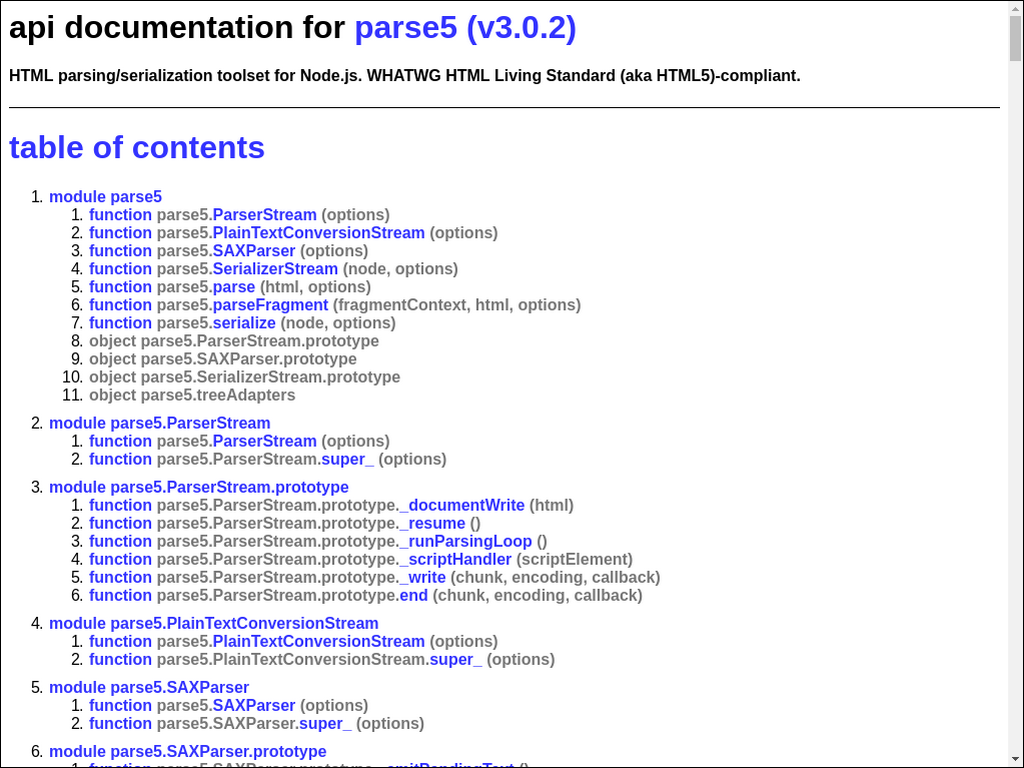 api documentation for parse5 (v3.0.2)
HTML parsing/serialization toolset for Node.js. WHATWG HTML Living Standard (aka HTML5)-compliant.
table of contents
1. module parse5
1. function parse5.ParserStream (options)
2. function parse5.PlainTextConversionStream (options)
3. function parse5.SAXParser (options)
4. function parse5.SerializerStream (node, options)
5. function parse5.parse (html, options)
6. function parse5.parseFragment (fragmentContext, html, options)
7. function parse5.serialize (node, options)
8. object parse5.ParserStream.prototype
9. object parse5.SAXParser.prototype
10. object parse5.SerializerStream.prototype
11. object parse5.treeAdapters
2. module parse5.ParserStream
1. function parse5.ParserStream (options)
2. function parse5.ParserStream.super_ (options)
3. module parse5.ParserStream.prototype
1. function parse5.ParserStream.prototype._documentWrite (html)
2. function parse5.ParserStream.prototype._resume ()
3. function parse5.ParserStream.prototype._runParsingLoop ()
4. function parse5.ParserStream.prototype._scriptHandler (scriptElement)
5. function parse5.ParserStream.prototype._write (chunk, encoding, callback)
6. function parse5.ParserStream.prototype.end (chunk, encoding, callback)
4. module parse5.PlainTextConversionStream
1. function parse5.PlainTextConversionStream (options)
2. function parse5.PlainTextConversionStream.super_ (options)
5. module parse5.SAXParser
1. function parse5.SAXParser (options)
2. function parse5.SAXParser.super_ (options)
6. module parse5.SAXParser.prototype
1. function parse5.SAXParser.prototype._emitPendingText ()